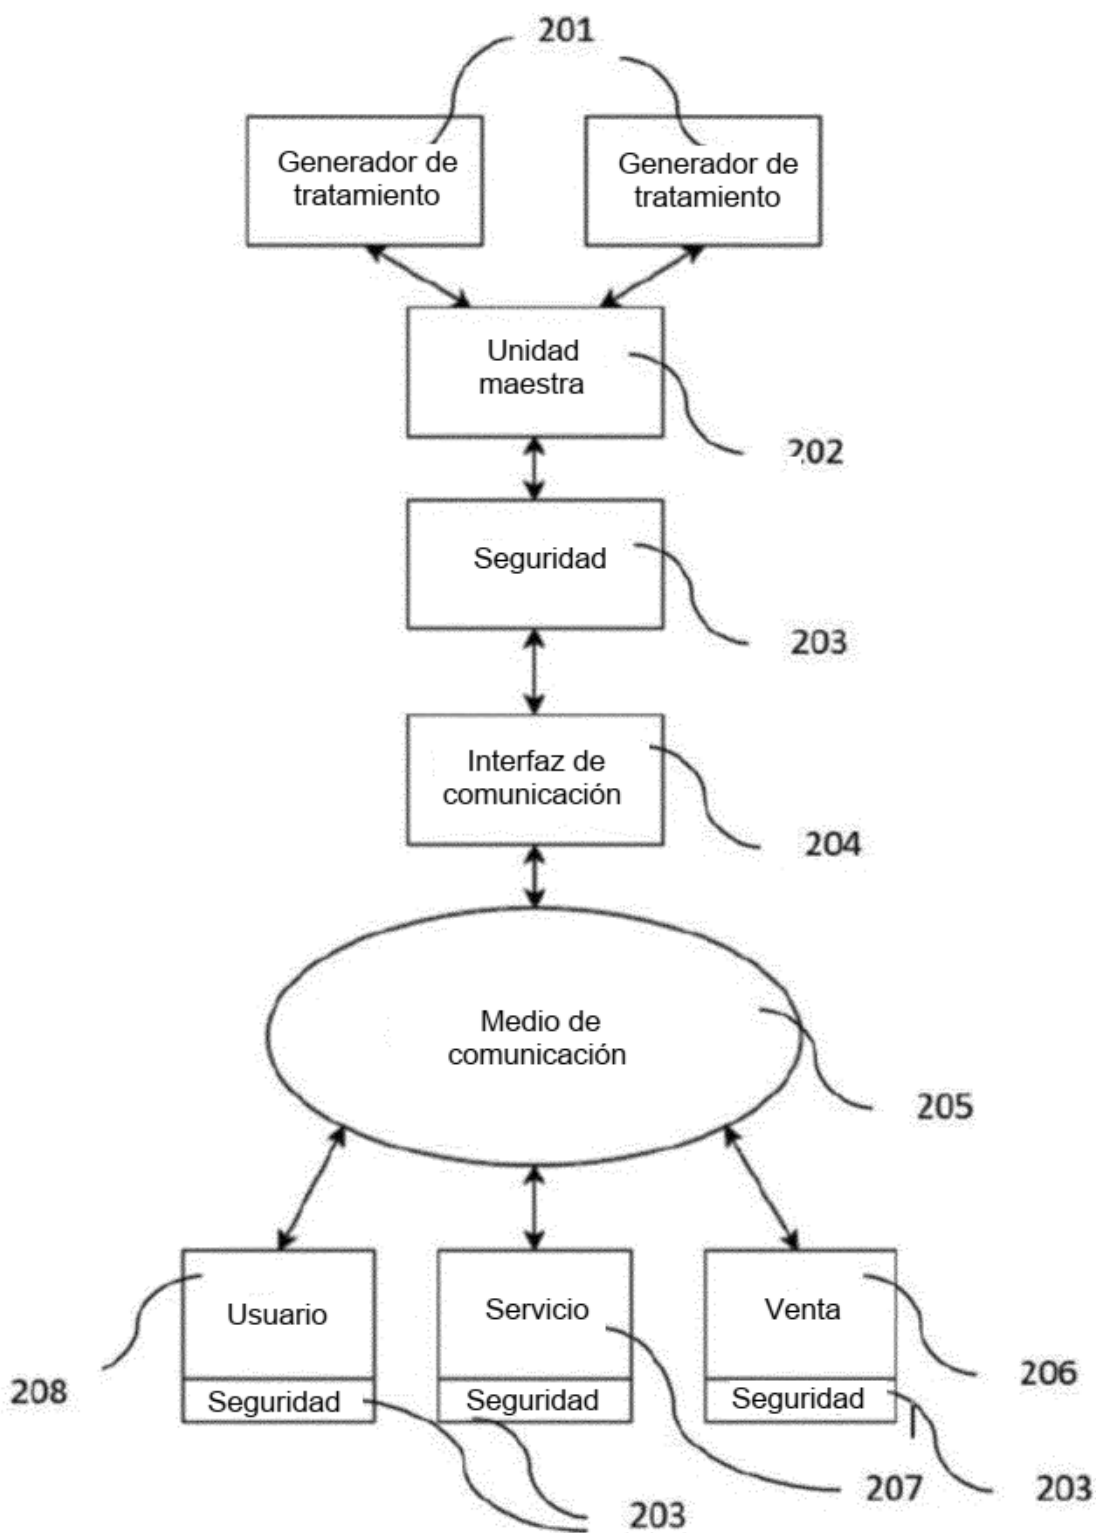 201
Generador de
tratamiento
Generador de
tratamiento
Unidad
maestra
202
Seguridad
203
Interfaz de
comunicación
204
Medio de
comunicación
205
Usuario
Servicio
Venta
208
206
Seguridad
Seguridad
Seguridad
207
203
203